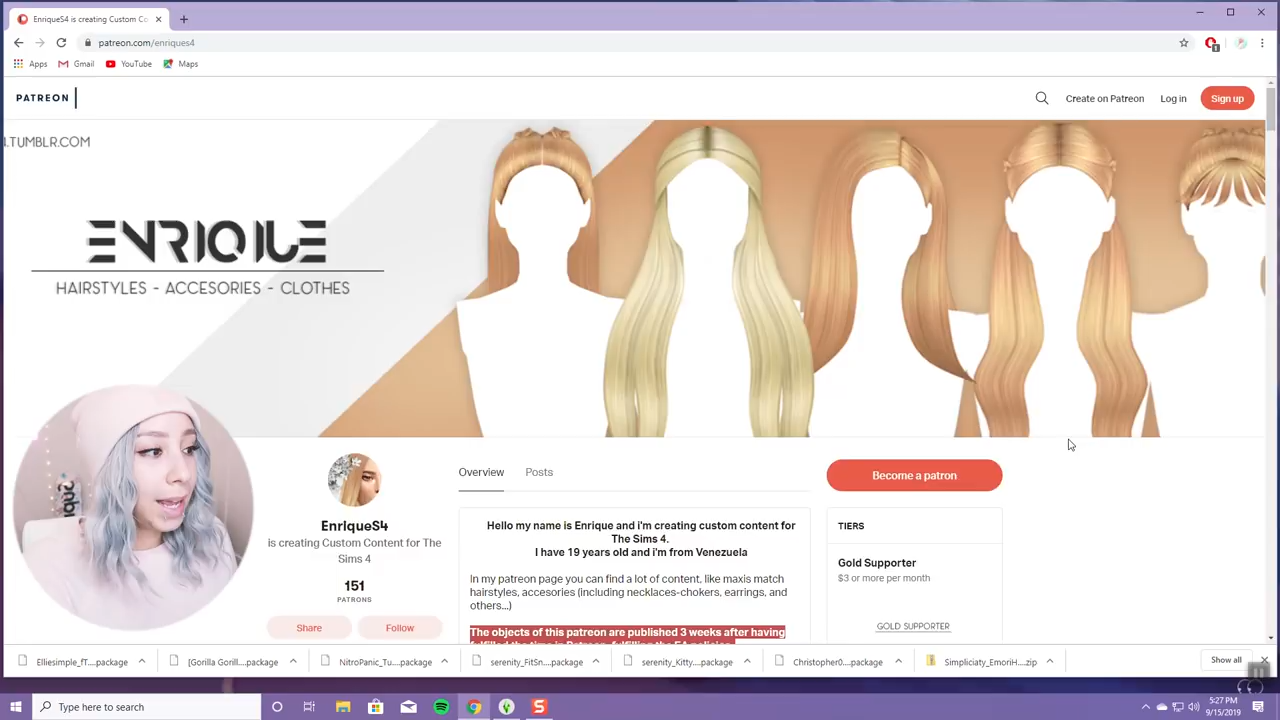 EnriqueS4 is creating Custom Co
patreon.com/enriques4
Apps
Gmail
YouTube
Maps
PATREON
Create on Patreon
Log in
Sign up
.TUMBLR.COM
ENRIQUE
HAIRSTYLES - ACCESORIES - CLOTHES
Overview
Posts
Become a patron
EnriqueS4
is creating Custom Content for The
Sims 4
151
PATRONS
Share
Follow
Hello my name is Enrique and i'm creating custom content for
The Sims 4.
I have 19 years old and i'm from Venezuela
In my patreon page you can find a lot of content, like maxis match
hairstyles, accesories (including necklaces-chokers, earrings, and
others...)
The objects of this patreon are published 3 weeks after having
TIERS
Gold Supporter
$3 or more per month
GOLD SUPPORTER
Elliesimple_fT....package
[Gorilla Gorill....package
NitroPanic_Tu....package
serenity_FitSn....package
serenity_Kitty....package
Christopher0....package
Simpliciaty_EmoriH....zip
Show all
Type here to search
5:27 PM
9/15/2019